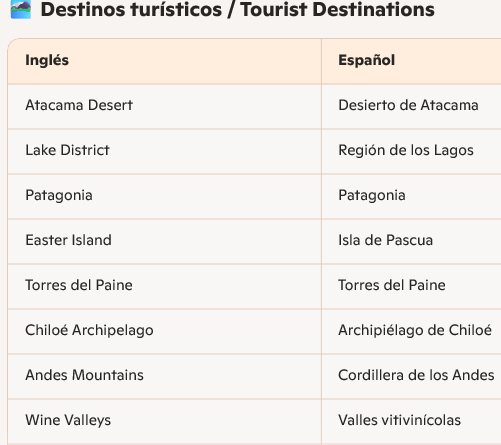 Destinos turísticos / Tourist Destinations
Inglés Español
Atacama Desert Desierto de Atacama
Lake District Región de los Lagos
Patagonia Patagonia
Easter Island Isla de Pascua
Torres del Paine Torres del Paine
Chiloé Archipelago Archipiélago de Chiloé
Andes Mountains Cordillera de los Andes
Wine Valleys Valles vitivinícolas